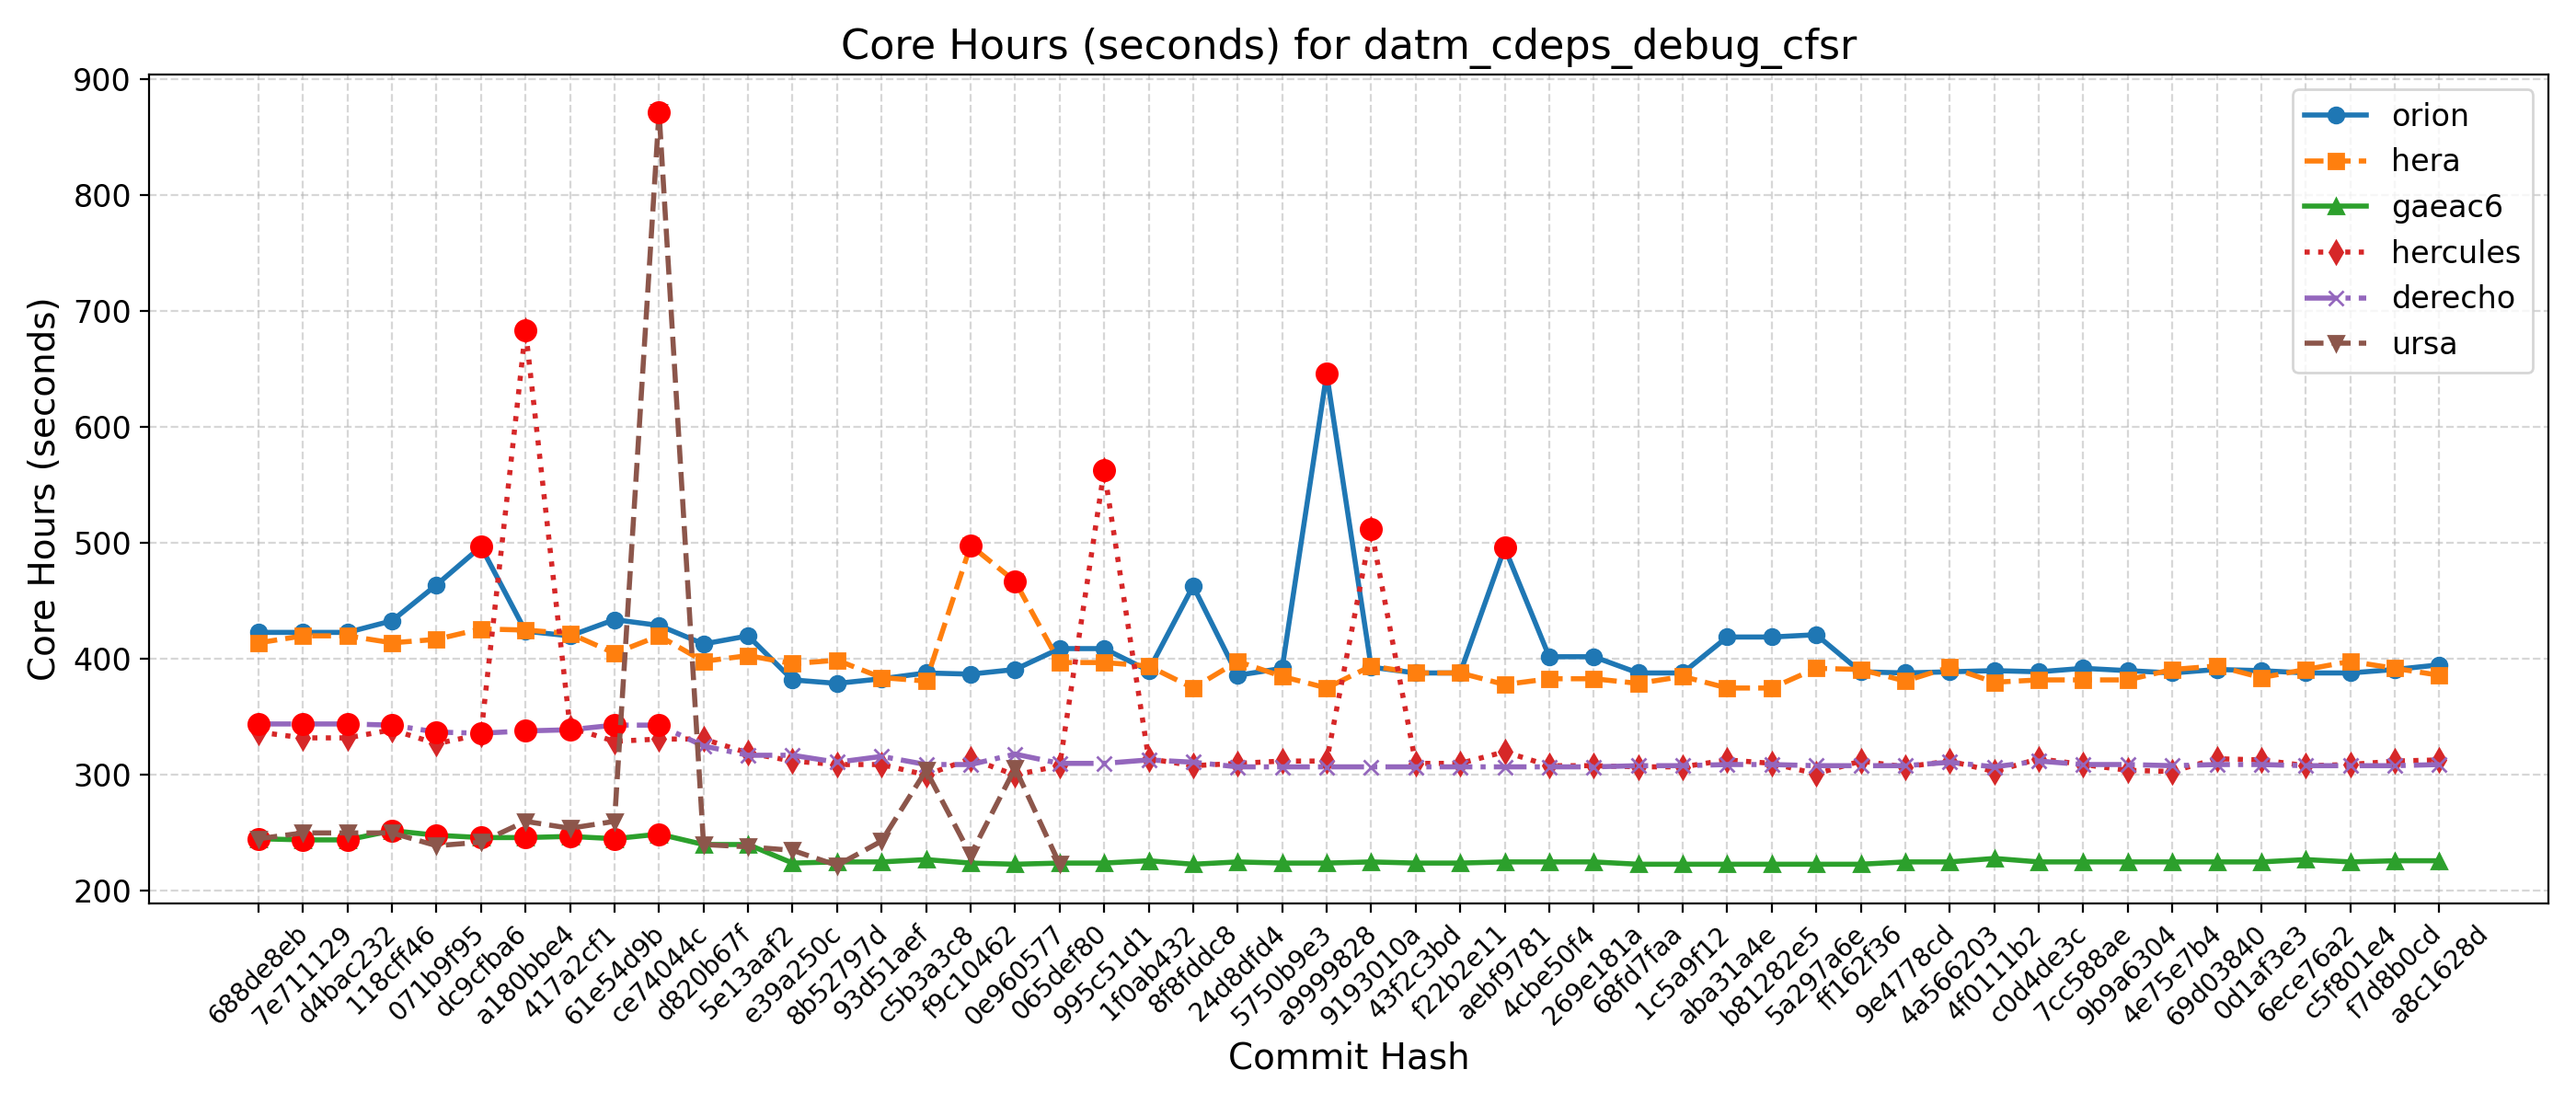 Core Hours (seconds) for datm_cdeps_debug_cfsr
Core Hours (seconds)
900
800
700
600
500
400
300
200
orion
hera
gaeac6
hercules
derecho
ursa
688de8eb
7e711129
d4bac232
118cff46
071b9f95
dc9cfba6
a180bbe4
417a2cf1
61e54d9b
ce74044c
d820b67f
5e13aaf2
e39a250c
8b52797d
93d51aef
c5b3a3c8
f9c10462
0e960577
065def80
995c51d1
1f0ab432
8f8fddc8
24d8dfd4
5750b9e3
a9999828
9193010a
43f2c3bd
f22b2e11
aebf9781
4cbe50f4
269e181a
68fd7faa
1c5a9f12
aba31a4e
b81282e5
5a297a6e
ff162f36
9e4778cd
4a566203
4f0111b2
c0d4de3c
7cc588ae
9b9a6304
4e75e7b4
69d03840
0d1af3e3
6ece76a2
c5f801e4
f7d8b0cd
a8c1628d
Commit Hash